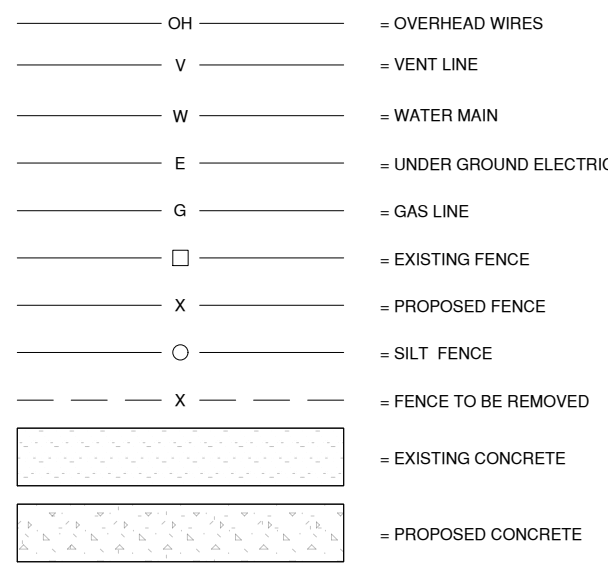 OH = OVERHEAD WIRES
V = VENT LINE
W = WATER MAIN
E = UNDER GROUND ELECTRIC
G = GAS LINE
= EXISTING FENCE
X = PROPOSED FENCE
= SILT FENCE
X = FENCE TO BE REMOVED
= EXISTING CONCRETE
= PROPOSED CONCRETE